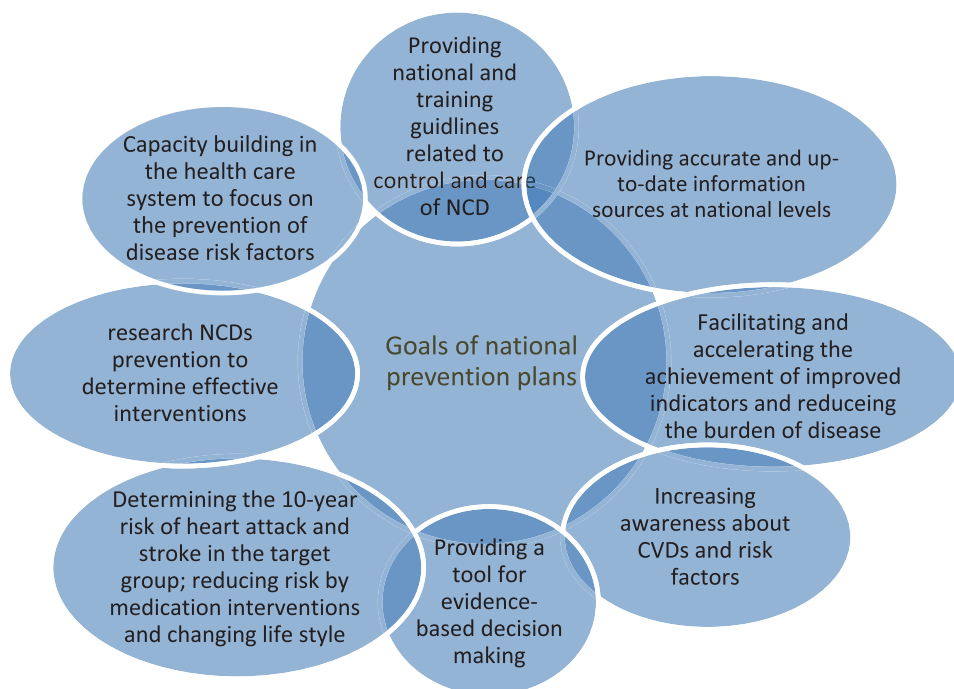 Providing
national and
training
guidlines
related to
control and care
of NCD
Providing accurate and up-
to-date information
sources at national levels
Facilitating and
accelerating the
achievement of improved
indicators and reduceing
the burden of disease
Increasing
awareness about
CVDs and risk
factors
Providing a
tool for
evidence-
based decision
making
Determining the 10-year
risk of heart attack and
stroke in the target
group; reducing risk by
medication interventions
and changing life style
research NCDs
prevention to
determine effective
interventions
Capacity building in
the health care
system to focus on
the prevention of
disease risk factors
Goals of national
prevention plans